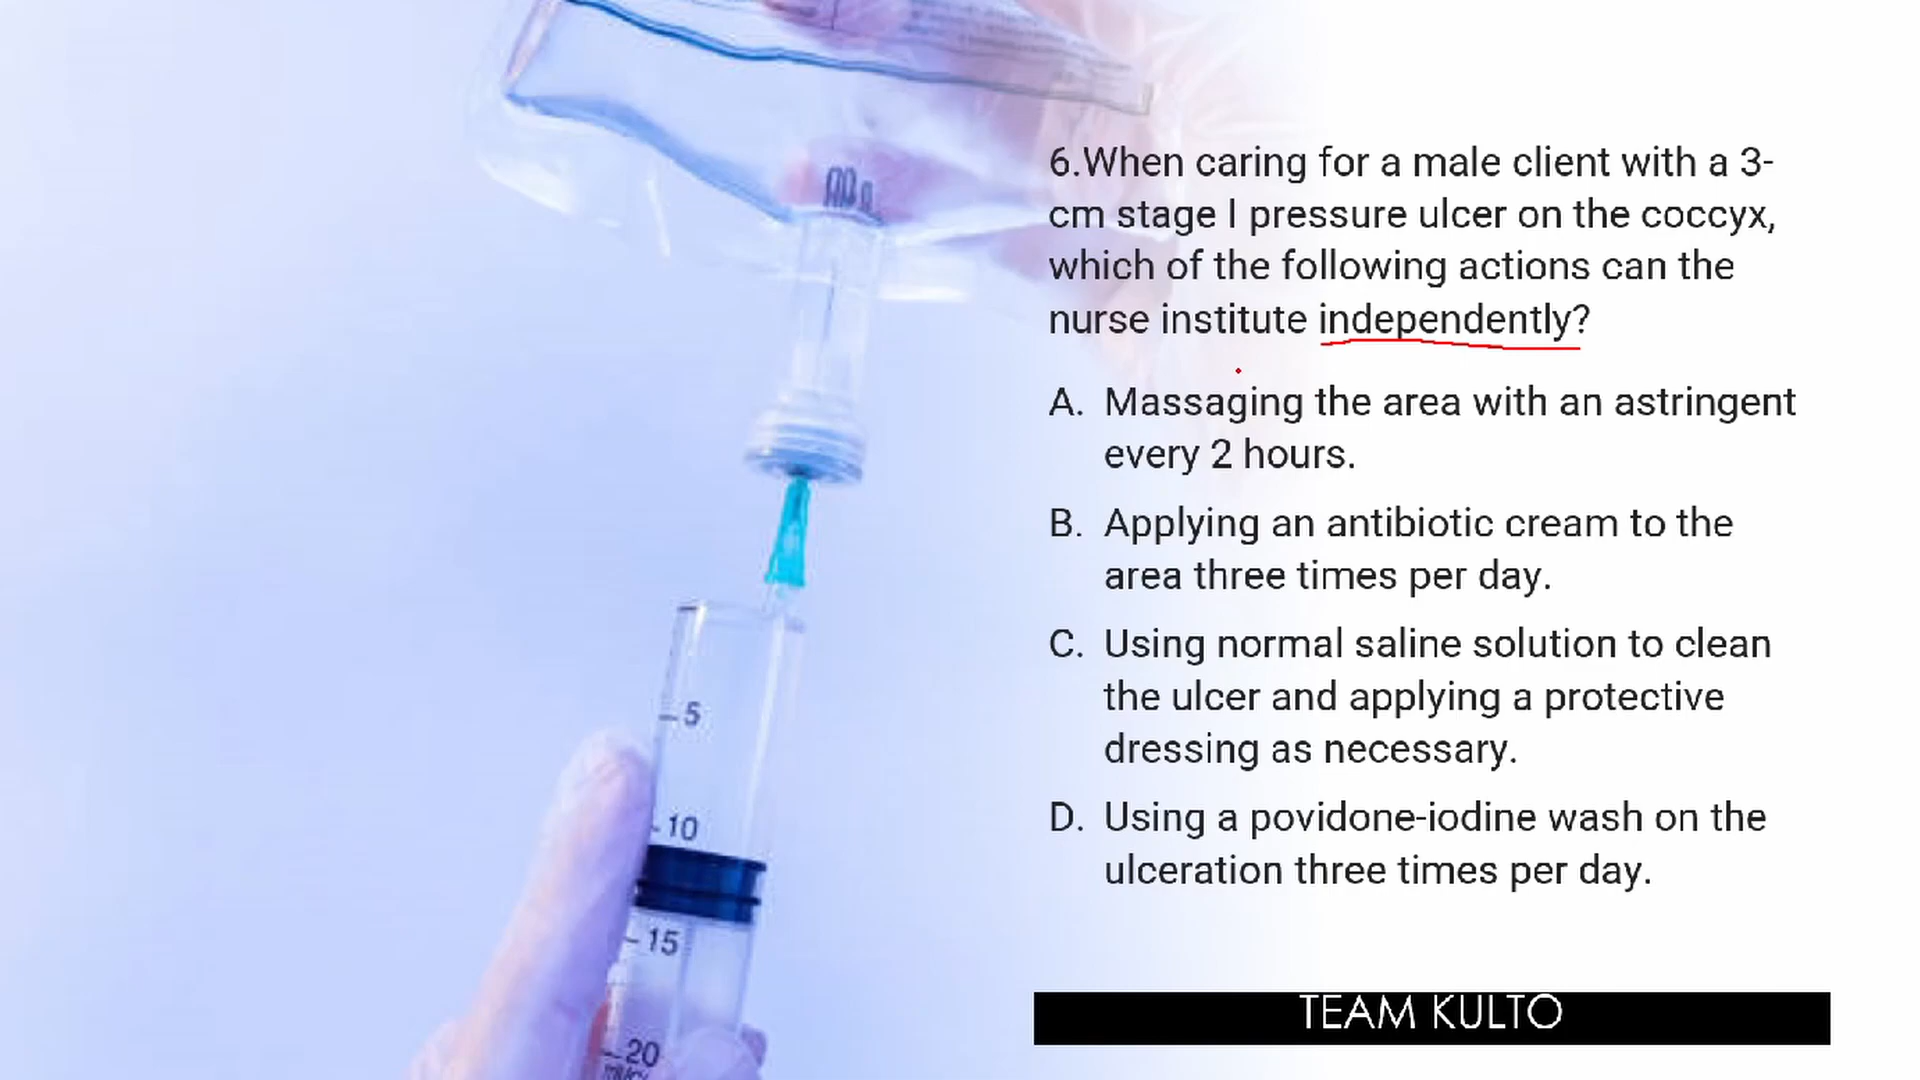 6.When caring for a male client with a 3-
cm stage I pressure ulcer on the coccyx,
which of the following actions can the
nurse institute independently?
A. Massaging the area with an astringent
every 2 hours.
B. Applying an antibiotic cream to the
area three times per day.
C. Using normal saline solution to clean
the ulcer and applying a protective
dressing as necessary.
D. Using a povidone-iodine wash on the
ulceration three times per day.
5
10
15
20
TEAM KULTO